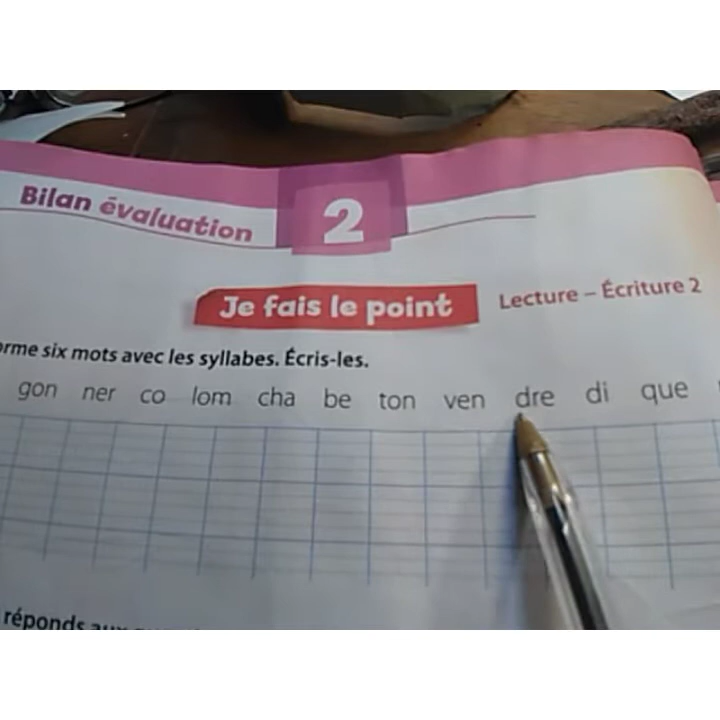 Bilan évaluation
2
Je fais le point
Lecture – Écriture 2
six mots avec les syllabes. Écris-les.
gon ner co lom cha be ton ven dre di que
réponds